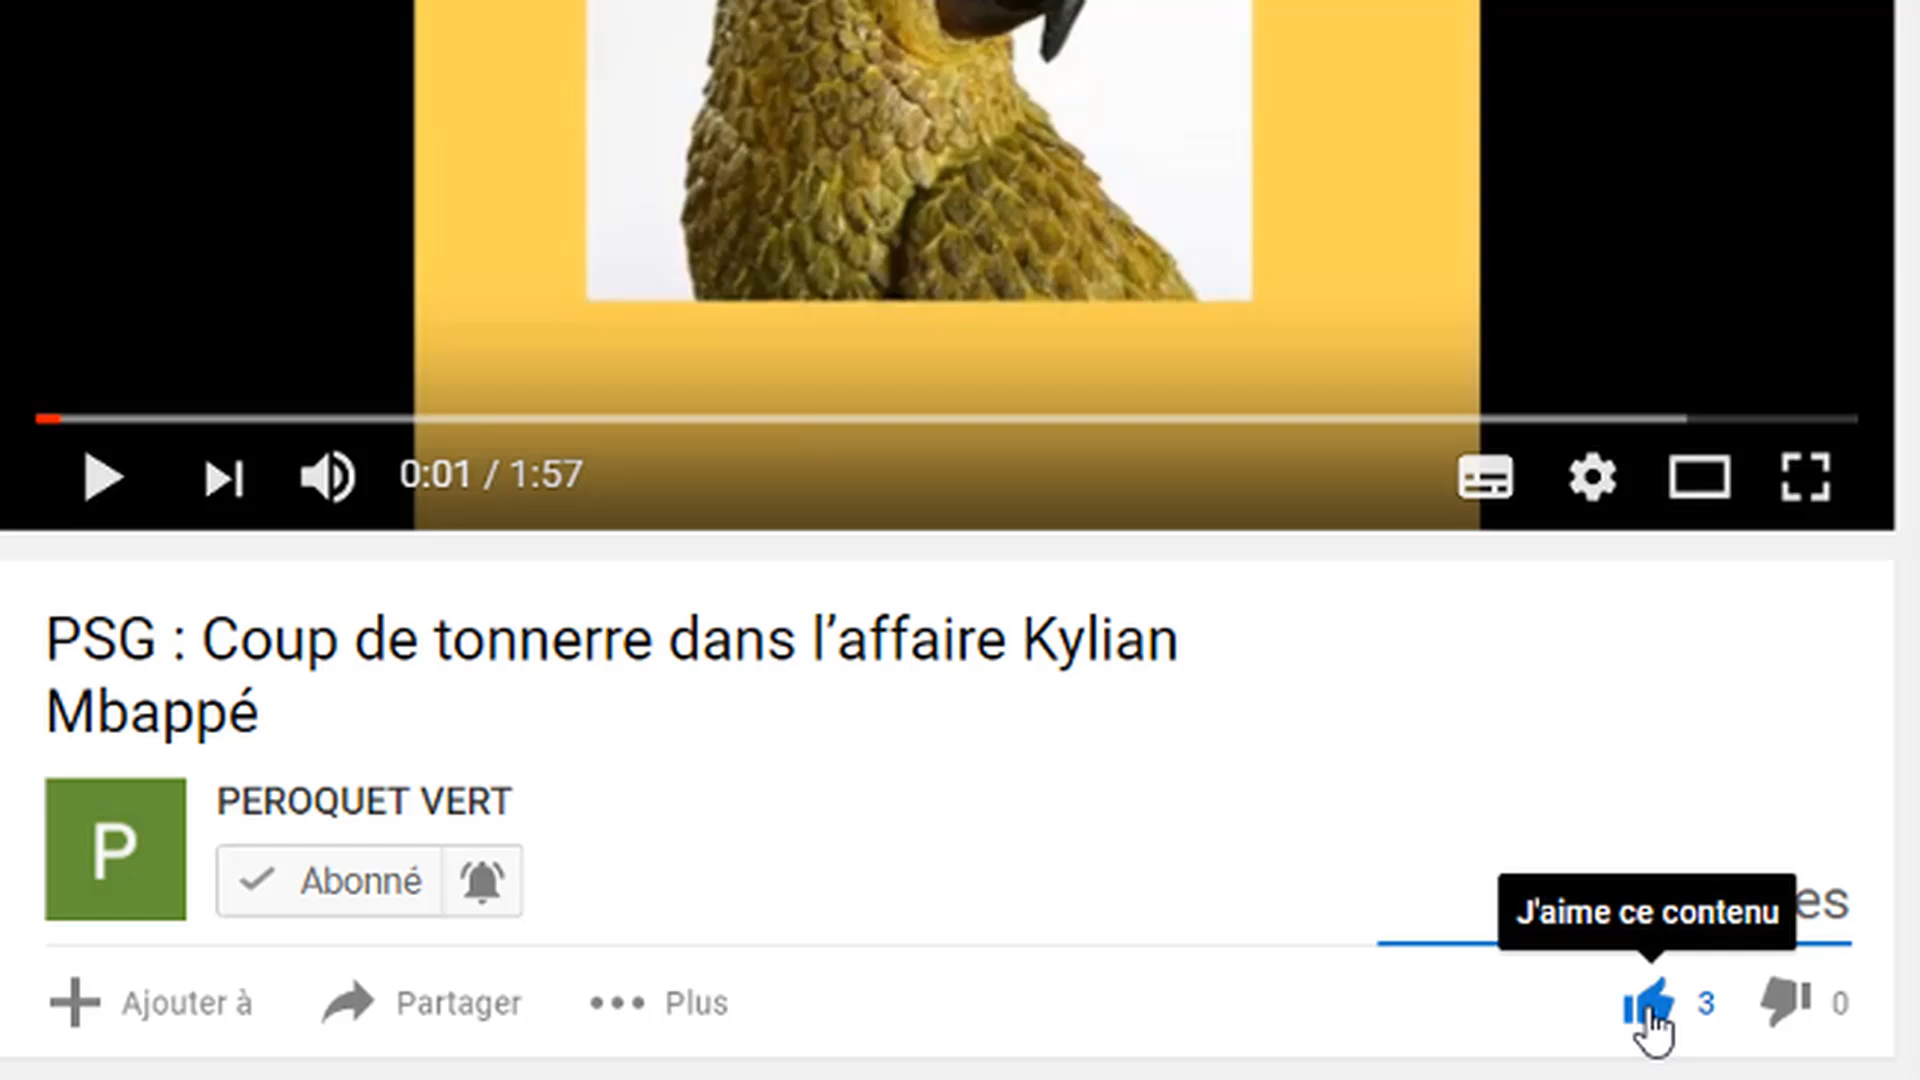 0:01 / 1:57
PSG : Coup de tonnerre dans l’affaire Kylian
Mbappé
P
PEROQUET VERT
Abonné
J'aime ce contenu
Ajouter à
Partager
Plus
3
0